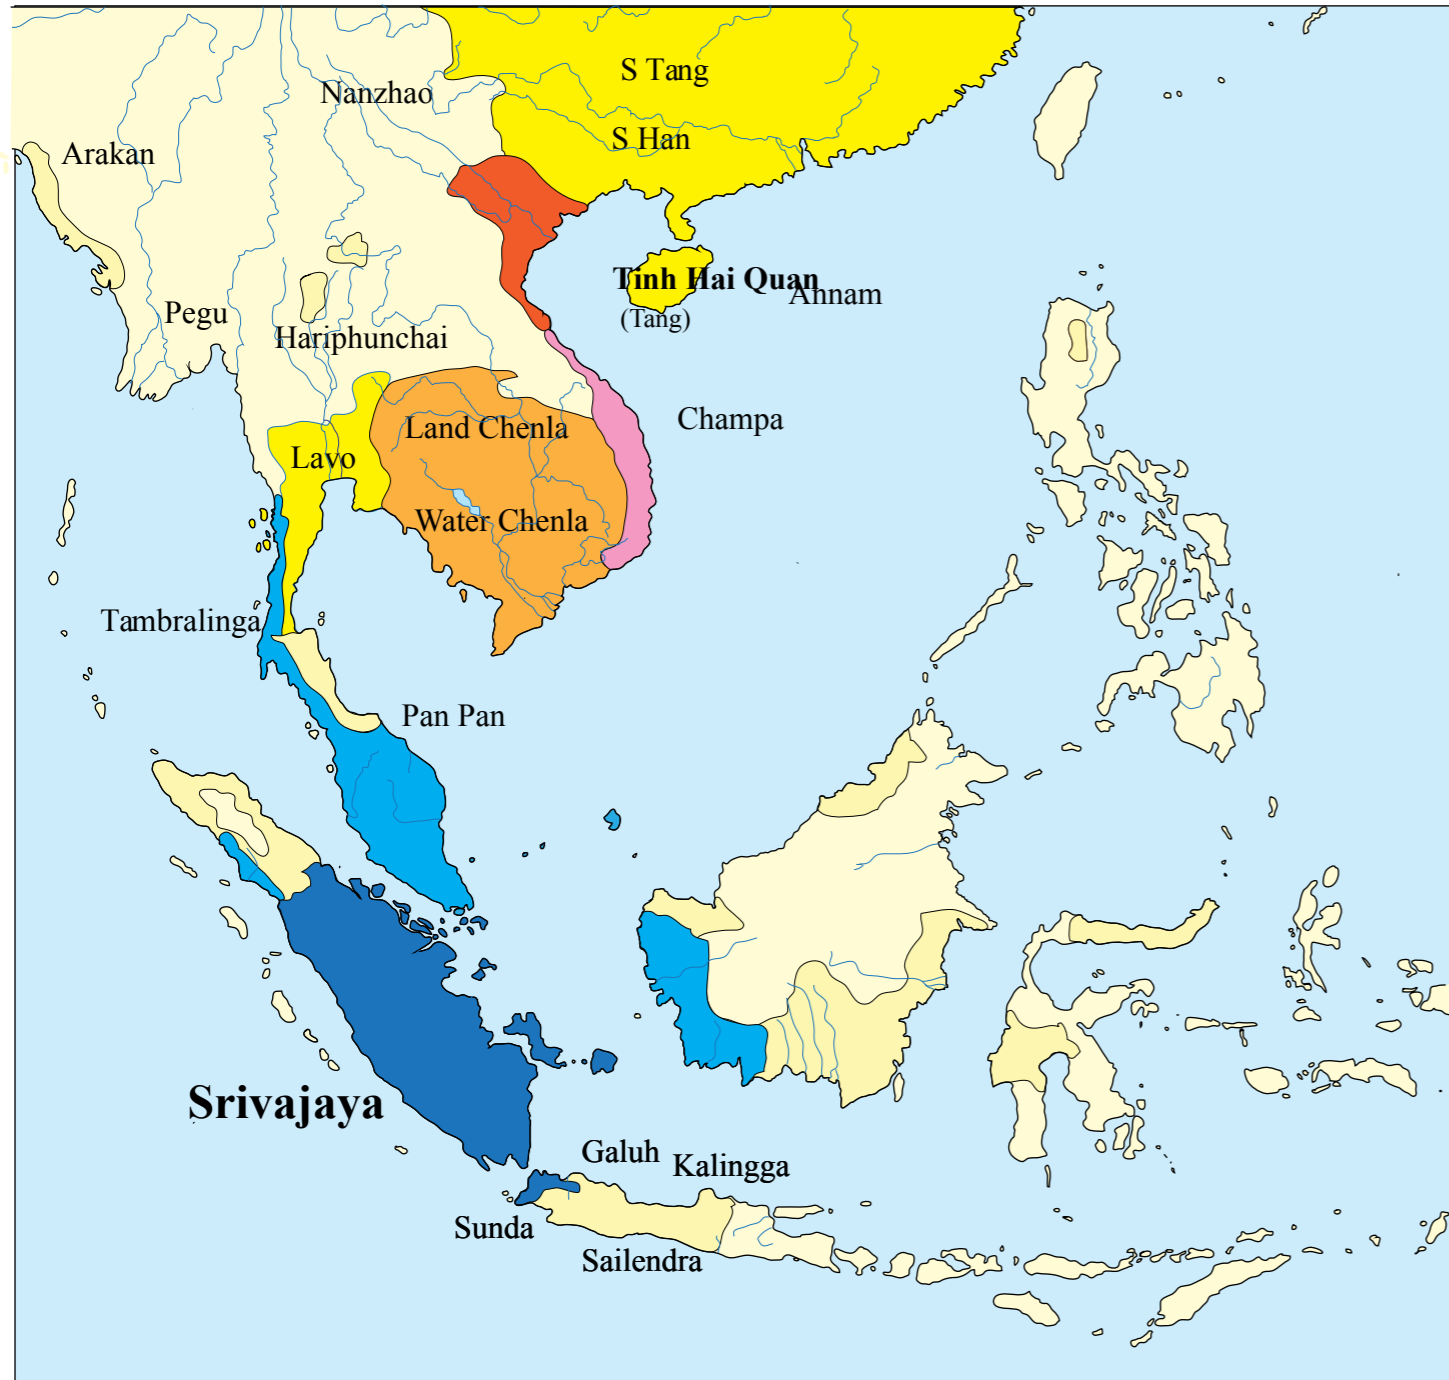 S Tang
Nanzhao
S Han
Arakan
Tinh Hai Quan
Annam
(Tang)
Pegu
Hariphunchai
Champa
Land Chenla
Lavo
Water Chenla
Tambralinga
Pan Pan
Srivajaya
Galuh
Kalingga
Sunda
Sailendra